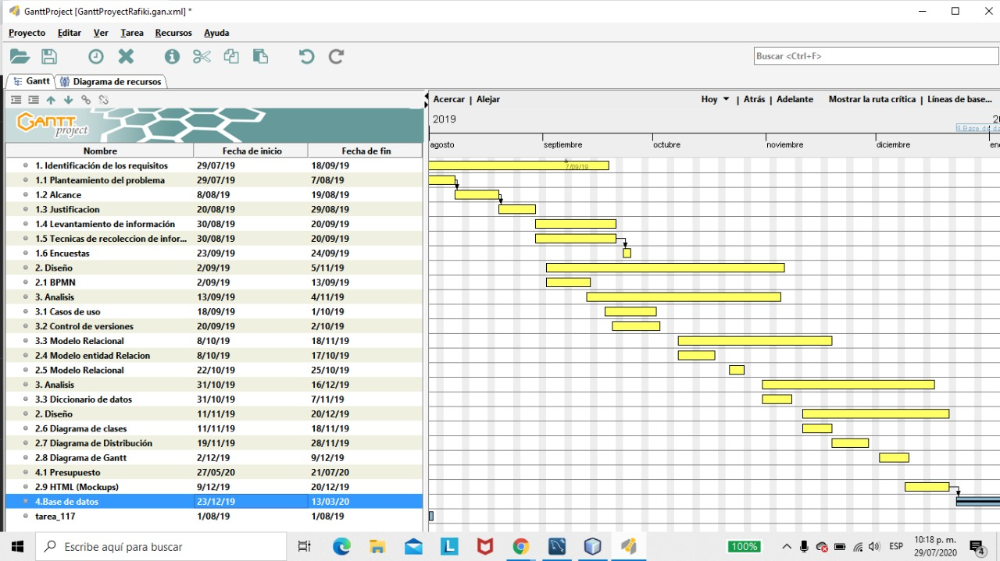 GanttProject [GanttProyectRafiki.gan.xml] *
Proyecto Editar Ver Tarea Recursos Ayuda
Buscar <Ctrl+F>
Gantt Diagrama de recursos
Acercar | Alejar Hoy | Atrás | Adelante Mostrar la ruta crítica | Líneas de base...
GANTT project
2019
4.Base de da
Nombre Fecha de inicio Fecha de fin
agosto septiembre octubre noviembre diciembre ene
1. Identificación de los requisitos 29/07/19 18/09/19 7/09/19
1.1 Planteamiento del problema 29/07/19 7/08/19
1.2 Alcance 8/08/19 19/08/19
1.3 Justificacion 20/08/19 29/08/19
1.4 Levantamiento de información 30/08/19 20/09/19
1.5 Tecnicas de recoleccion de infor... 30/08/19 20/09/19
1.6 Encuestas 23/09/19 24/09/19
2. Diseño 2/09/19 5/11/19
2.1 BPMN 2/09/19 13/09/19
3. Analisis 13/09/19 4/11/19
3.1 Casos de uso 18/09/19 1/10/19
3.2 Control de versiones 20/09/19 2/10/19
3.3 Modelo Relacional 8/10/19 18/11/19
2.4 Modelo entidad Relacion 8/10/19 17/10/19
2.5 Modelo Relacional 22/10/19 25/10/19
3. Analisis 31/10/19 16/12/19
3.3 Diccionario de datos 31/10/19 7/11/19
2. Diseño 11/11/19 20/12/19
2.6 Diagrama de clases 11/11/19 18/11/19
2.7 Diagrama de Distribución 19/11/19 28/11/19
2.8 Diagrama de Gantt 2/12/19 9/12/19
4.1 Presupuesto 27/05/20 21/07/20
2.9 HTML (Mockups) 9/12/19 20/12/19
4.Base de datos 23/12/19 13/03/20
tarea_117 1/08/19 1/08/19
Escribe aquí para buscar
100%
ESP
10:18 p. m.
29/07/2020
4